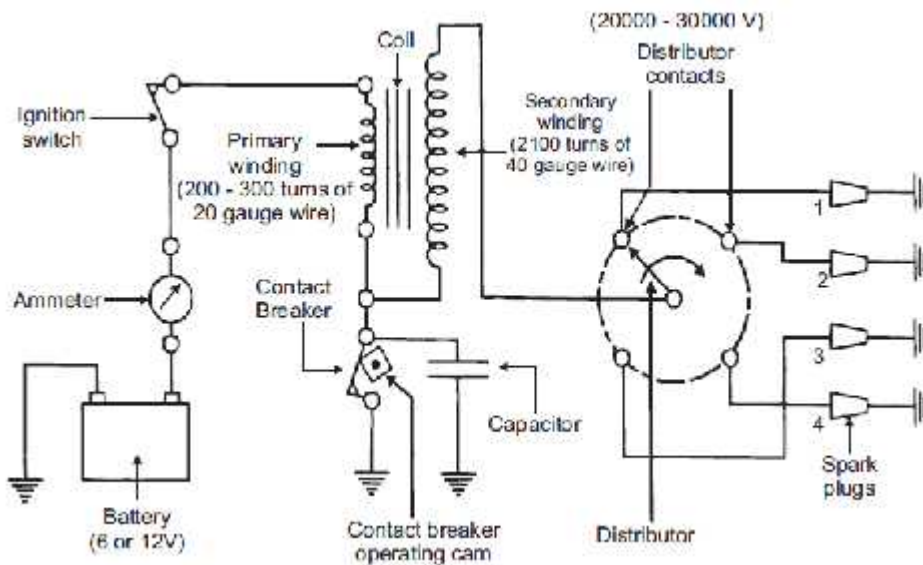 (20000 - 30000 V)
Distributor
contacts
Coil
Ignition
switch
Primary
winding
(200 - 300 turns of
20 gauge wire)
Secondary
winding
(2100 turns of
40 gauge wire)
1
2
3
4
Ammeter
Contact
Breaker
Capacitor
Spark
plugs
Battery
(6 or 12V)
Contact breaker
operating cam
Distributor